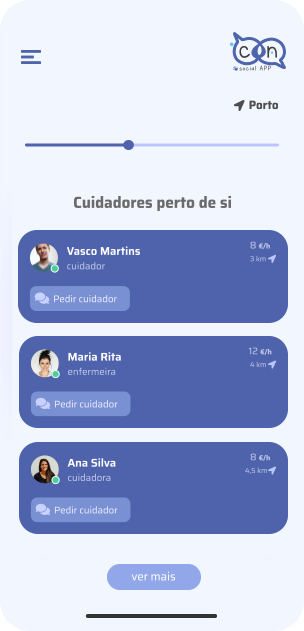 con
social APP
Porto
Cuidadores perto de si
Vasco Martins
8 €/h
cuidador
3 km
Pedir cuidador
Maria Rita
12 €/h
enfermeira
4 km
Pedir cuidador
Ana Silva
8 €/h
cuidadora
4,5 km
Pedir cuidador
ver mais